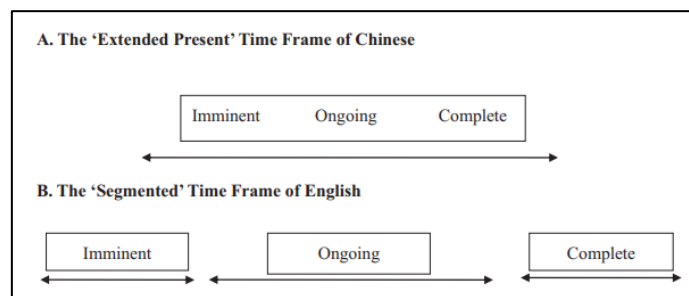 A. The ‘Extended Present’ Time Frame of Chinese
Imminent Ongoing Complete
B. The ‘Segmented’ Time Frame of English
Imminent Ongoing Complete